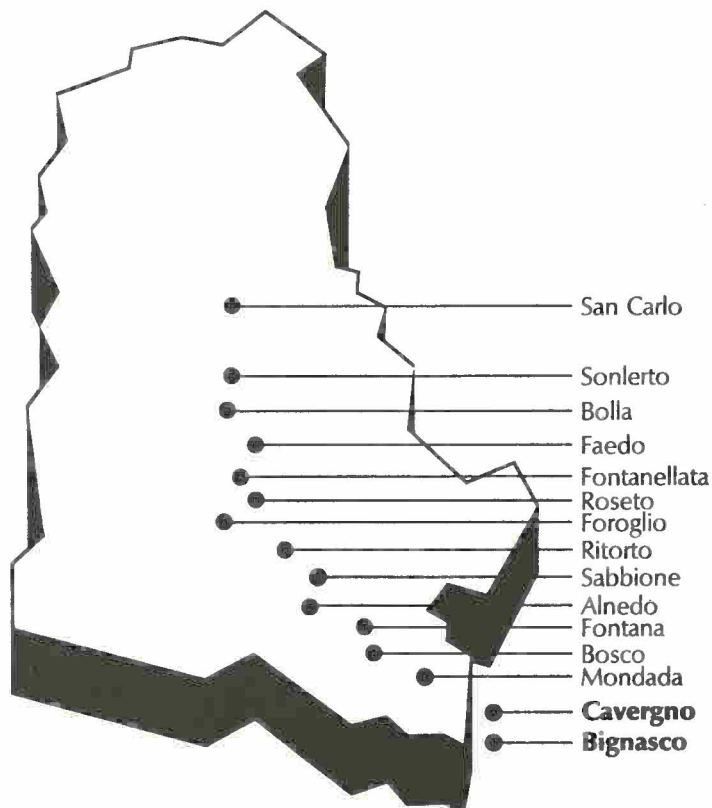 San Carlo
Sonlerto
Bolla
Faedo
Fontanellata
Roseto
Foroglio
Ritorto
Sabbione
Alnedo
Fontana
Bosco
Mondada
Cavergno
Bignasco